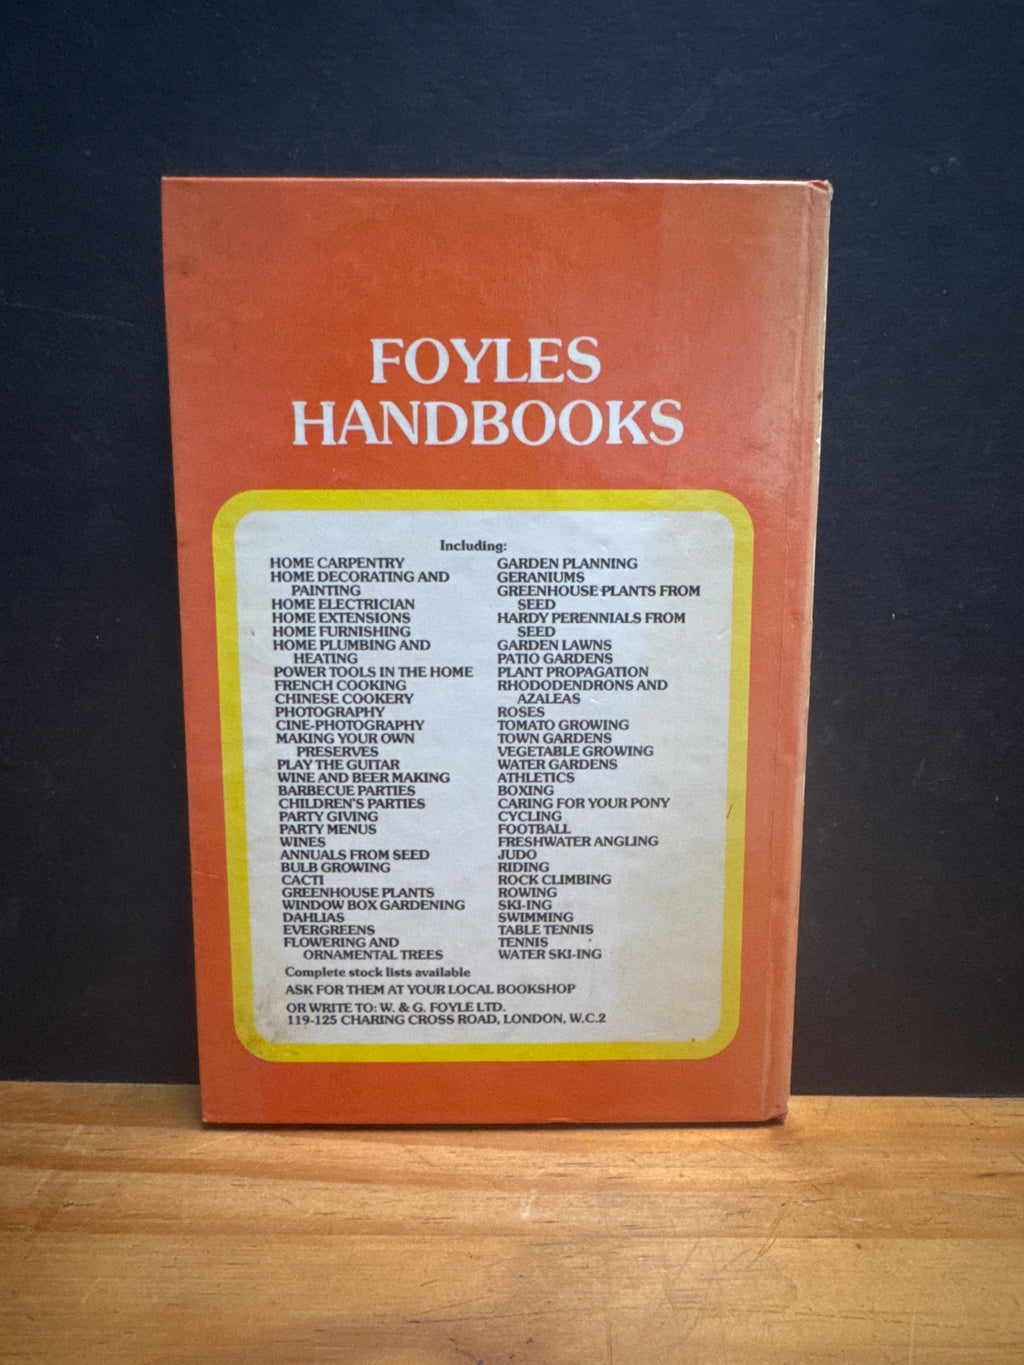 FOYLES
HANDBOOKS
Including:
HOME CARPENTRY
HOME DECORATING AND
PAINTING
HOME ELECTRICIAN
HOME EXTENSIONS
HOME FURNISHING
HOME PLUMBING AND
HEATING
POWER TOOLS IN THE HOME
FRENCH COOKING
CHINESE COOKERY
PHOTOGRAPHY
CINE-PHOTOGRAPHY
MAKING YOUR OWN
PRESERVES
PLAY THE GUITAR
WINE AND BEER MAKING
BARBECUE PARTIES
CHILDREN'S PARTIES
PARTY GIVING
PARTY MENUS
WINES
ANNUALS FROM SEED
BULB GROWING
CACTI
GREENHOUSE PLANTS
WINDOW BOX GARDENING
DAHLIAS
EVERGREENS
FLOWERING AND
ORNAMENTAL TREES
GARDEN PLANNING
GERANIUMS
GREENHOUSE PLANTS FROM
SEED
HARDY PERENNIALS FROM
SEED
GARDEN LAWNS
PATIO GARDENS
PLANT PROPAGATION
RHODODENDRONS AND
AZALEAS
ROSES
TOMATO GROWING
TOWN GARDENS
VEGETABLE GROWING
WATER GARDENS
ATHLETICS
BOXING
CARING FOR YOUR PONY
CYCLING
FOOTBALL
FRESHWATER ANGLING
JUDO
RIDING
ROCK CLIMBING
ROWING
SKI-ING
SWIMMING
TABLE TENNIS
TENNIS
WATER SKI-ING
Complete stock lists available
ASK FOR THEM AT YOUR LOCAL BOOKSHOP
OR WRITE TO: W. & G. FOYLE LTD.
119-125 CHARING CROSS ROAD, LONDON, W.C.2